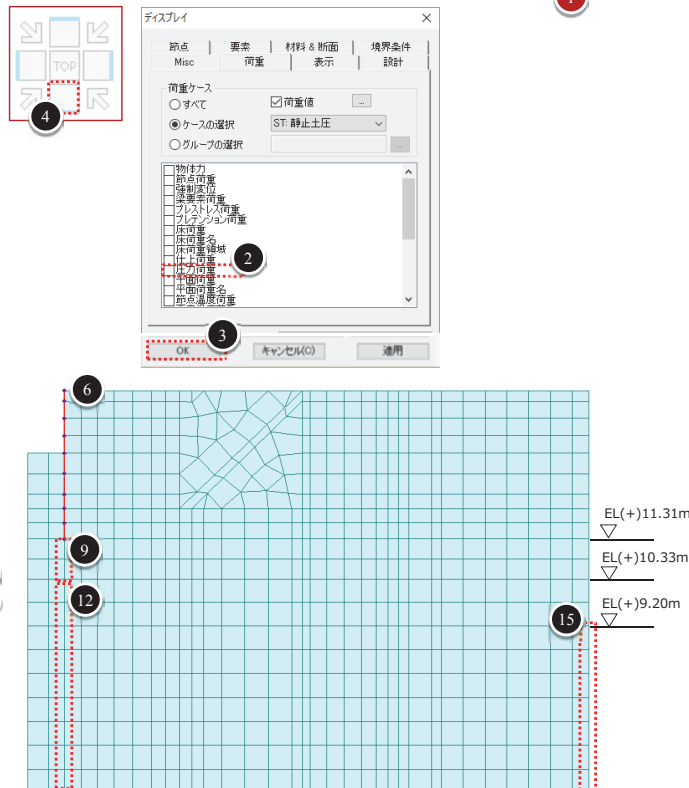 1
ディスプレイ
節点 要素 材料 & 断面 境界条件
Misc 荷重 表示 設計
荷重ケース
すべて 荷重値 ...
ケースの選択 ST: 静止土圧
グループの選択 ...
物体力
節点荷重
強制変位
梁要素荷重
プレストレス荷重
プレテンション荷重
床荷重
床荷重名
床荷重領域
仕上荷重
圧力荷重
平面荷重
平面荷重名
節点温度荷重
2
3
OK キャンセル(C) 適用
TOP
4
6
EL(+)11.31m
9
EL(+)10.33m
12
EL(+)9.20m
15